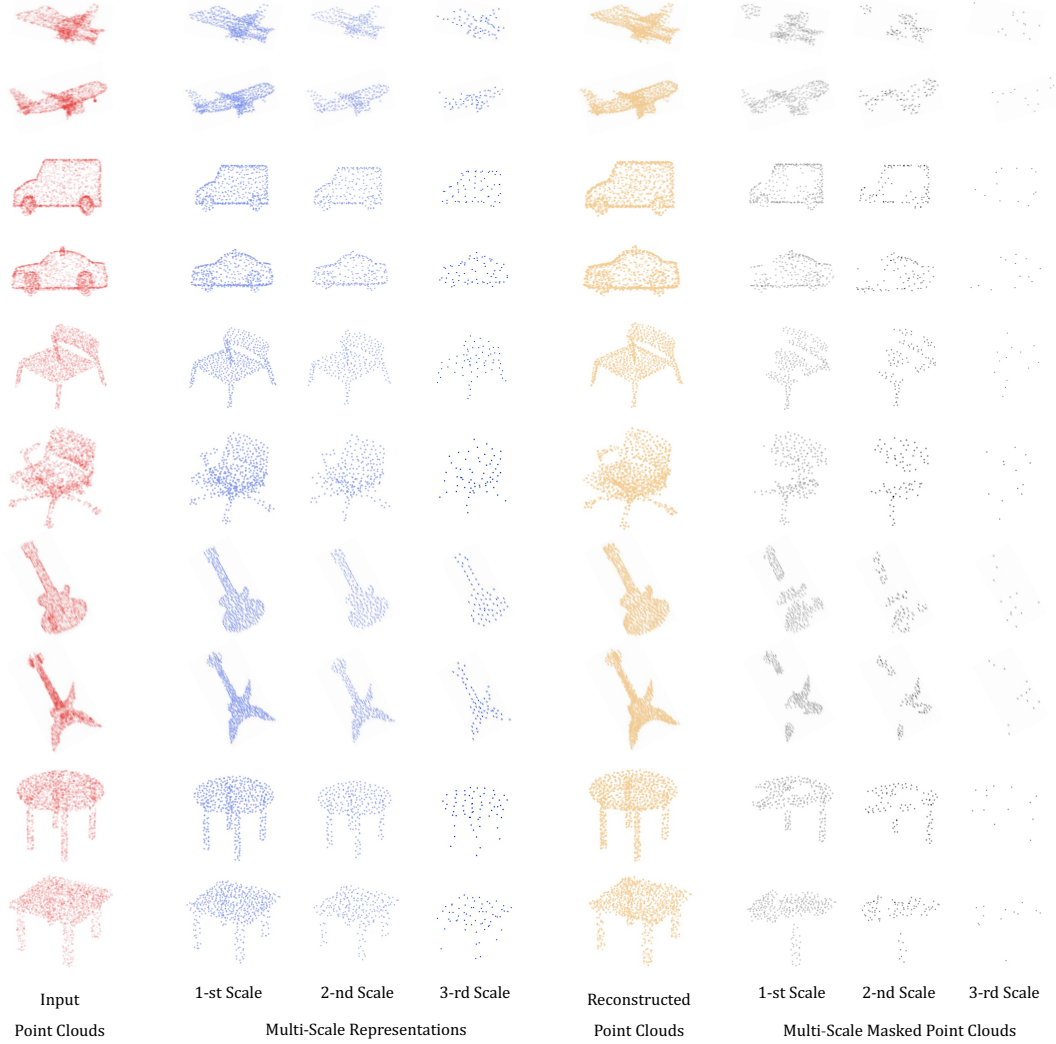 1-st Scale 2-nd Scale 3-rd Scale 1-st Scale 2-nd Scale 3-rd Scale
Input Reconstructed
Point Clouds Multi-Scale Representations Point Clouds Multi-Scale Masked Point Clouds